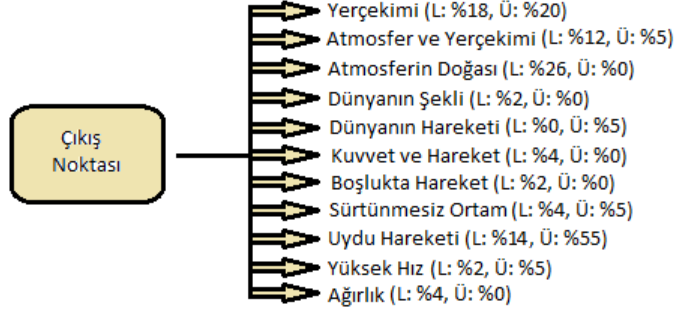 Yerçekimi (L: %18, Ü: %20)
Atmosfer ve Yerçekimi (L: %12, Ü: %5)
Atmosferin Doğası (L: %26, Ü: %0)
Dünyanın Şekli (L: %2, Ü: %0)
Dünyanın Hareketi (L: %0, Ü: %5)
Çıkış
Noktası
Kuvvet ve Hareket (L: %4, Ü: %0)
Boşlukta Hareket (L: %2, Ü: %0)
Sürtünmesiz Ortam (L: %4, Ü: %5)
Uydu Hareketi (L: %14, Ü: %55)
Yüksek Hız (L: %2, Ü: %5)
Ağırlık (L: %4, Ü: %0)